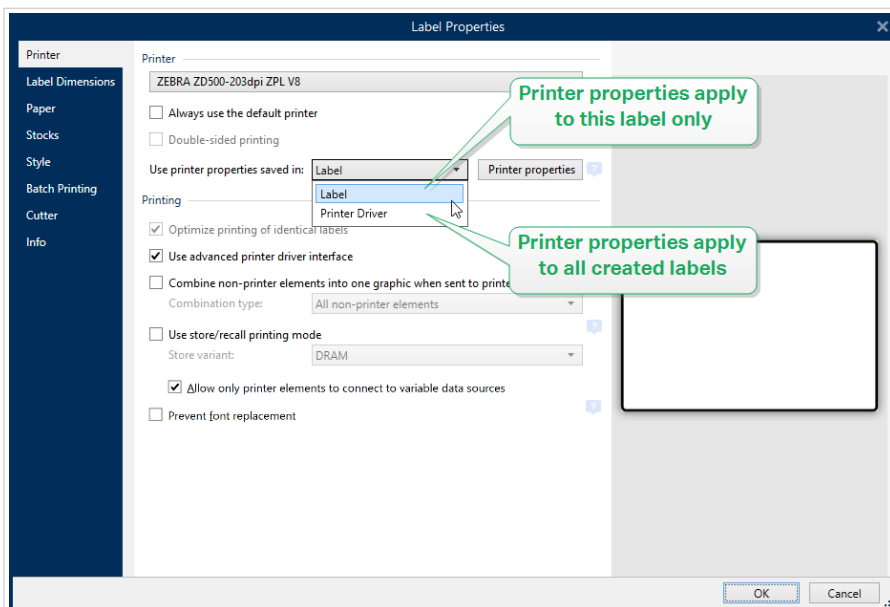 Label Properties
Printer
Label Dimensions
Paper
Stocks
Style
Batch Printing
Cutter
Info
Printer
ZEBRA ZD500-203dpi ZPL V8
Always use the default printer
Double-sided printing
Use printer properties saved in:
Label
Printer properties
?
Label
Printer Driver
Printer properties apply
to this label only
Printer properties apply
to all created labels
Printing
Optimize printing of identical labels
Use advanced printer driver interface
Combine non-printer elements into one graphic when sent to printe
Combination type:
All non-printer elements
?
Use store/recall printing mode
Store variant:
DRAM
Allow only printer elements to connect to variable data sources
?
Prevent font replacement
OK
Cancel